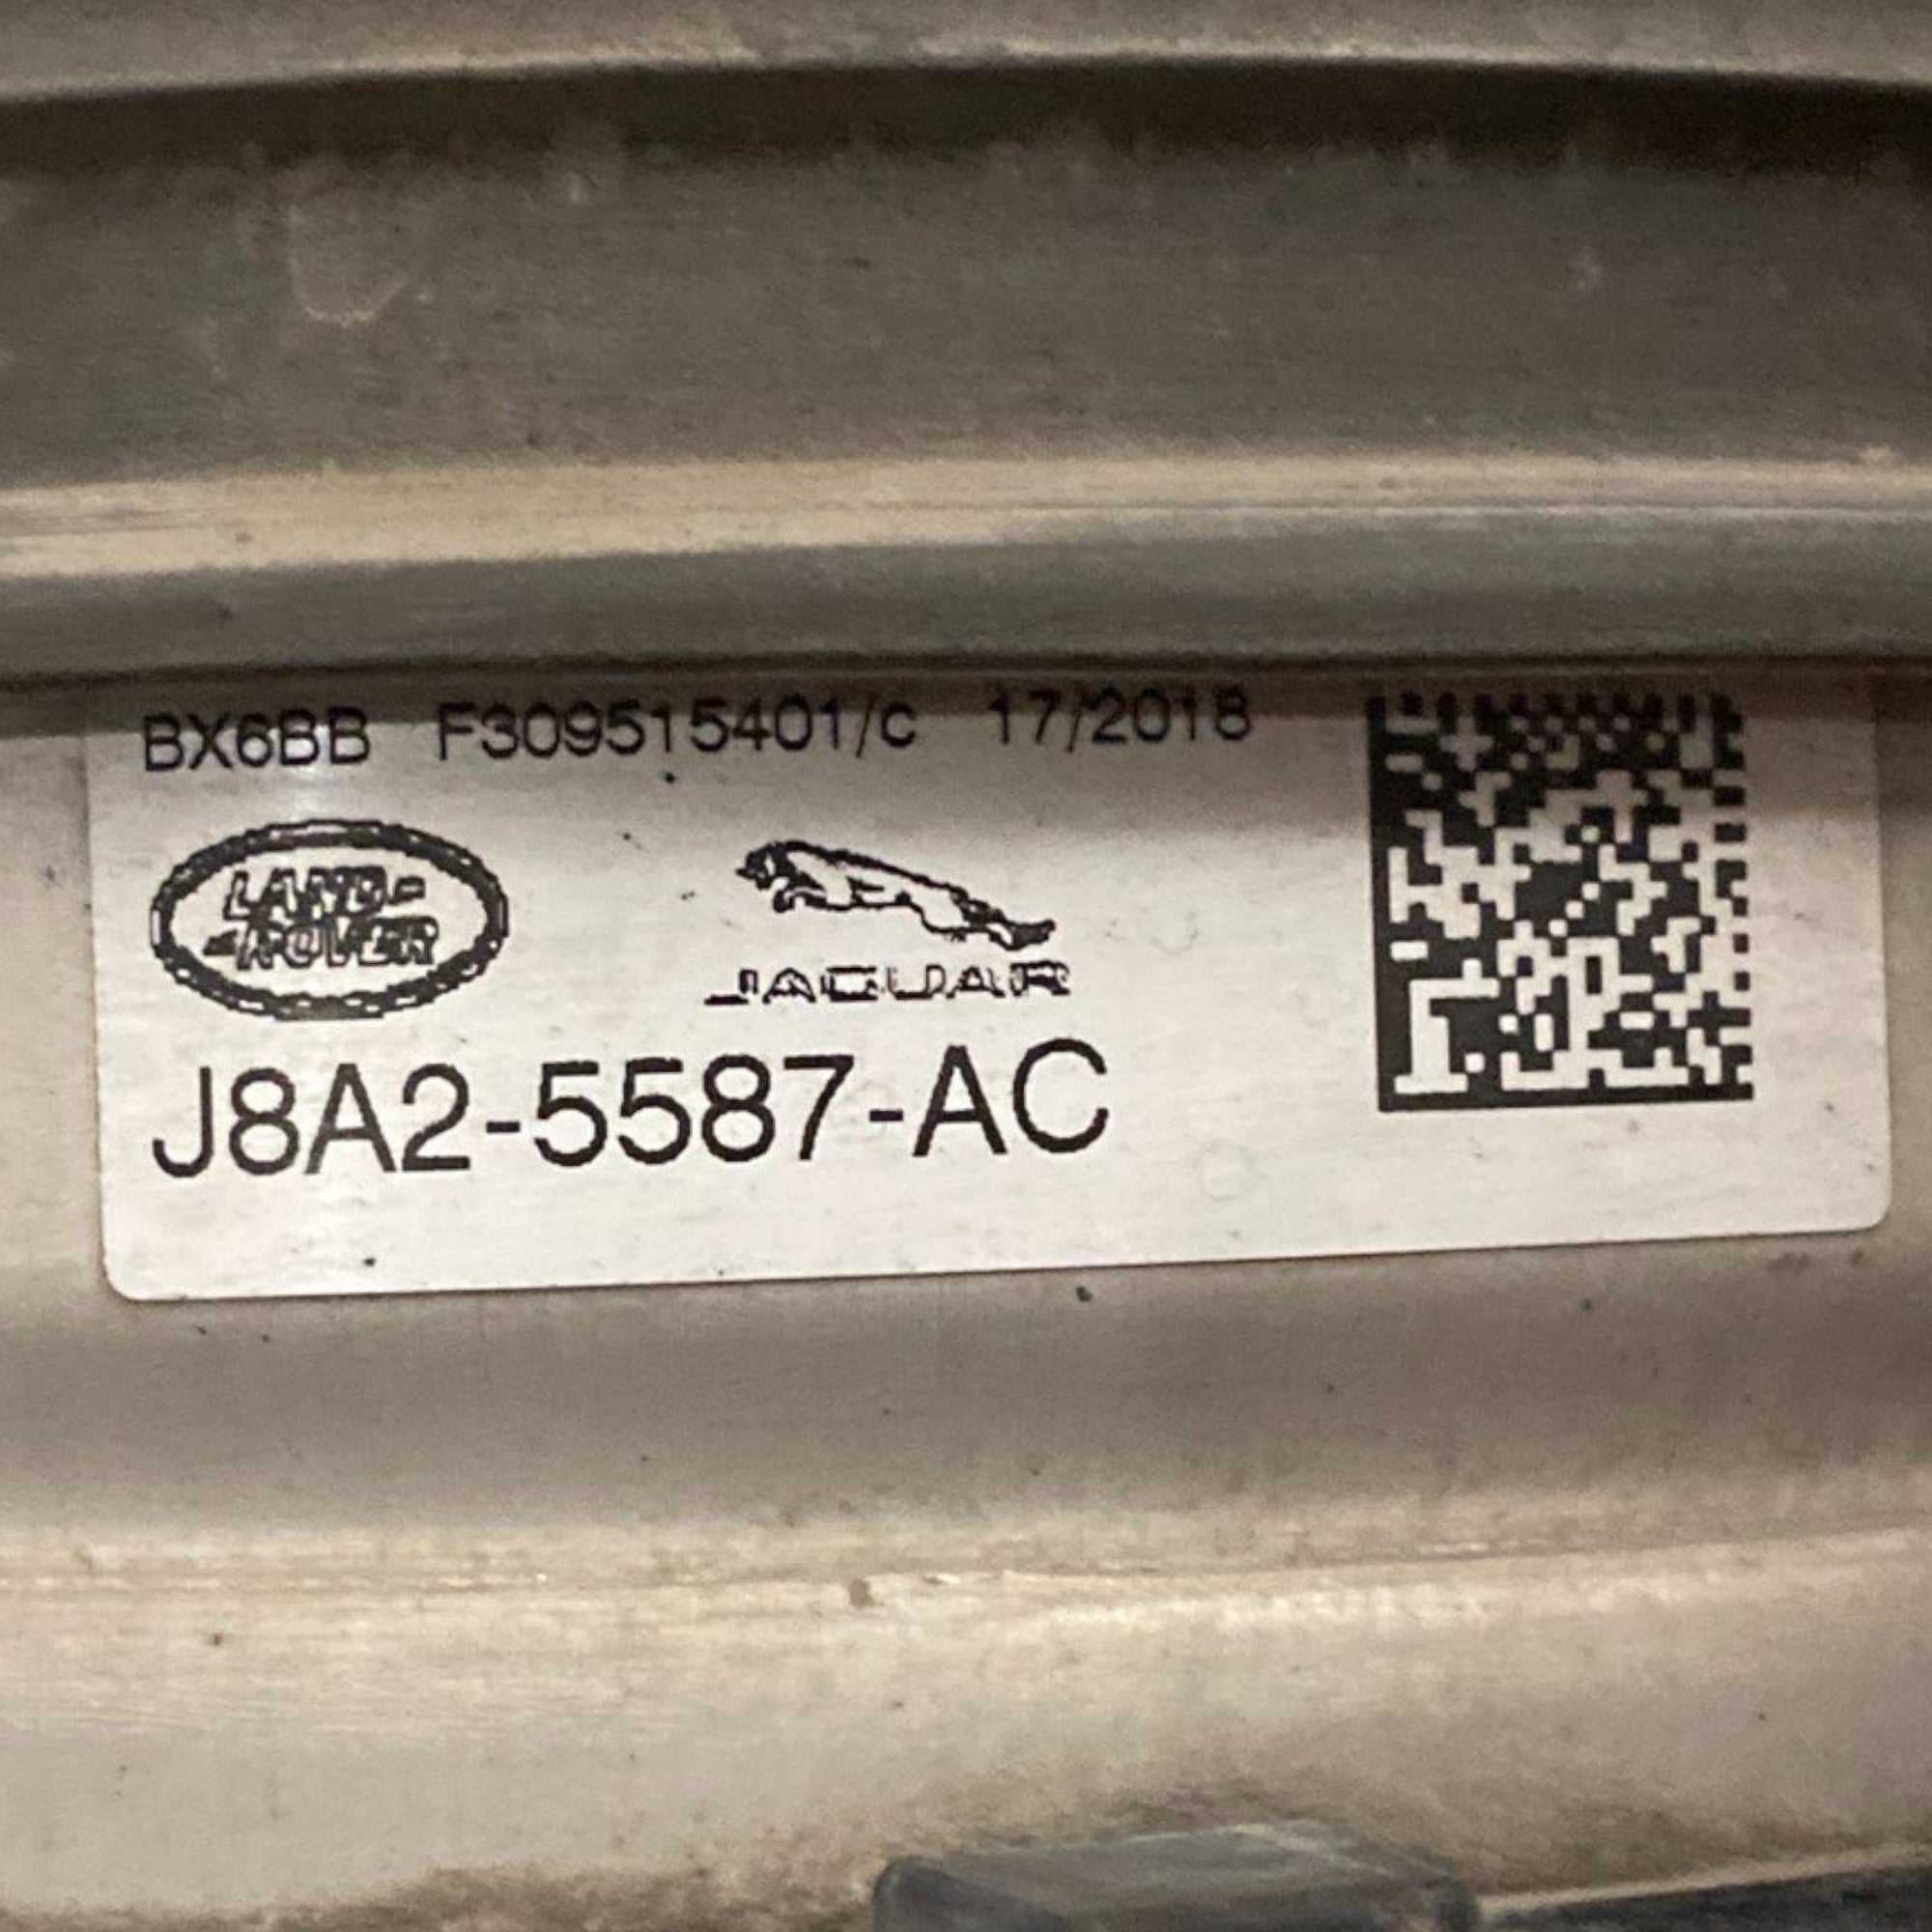 BX6BB F309515401/c 17/2018
LAND-
ROVER
JAGUAR
J8A2-5587-AC